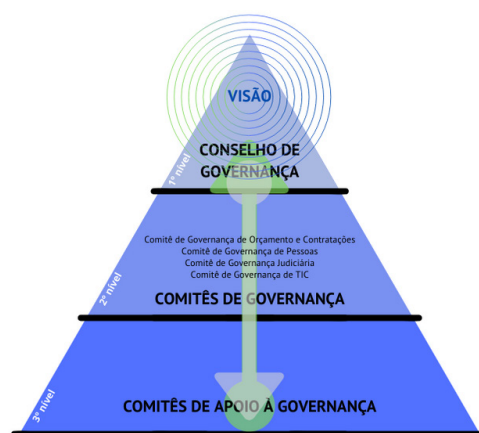 VISÃO
CONSELHO DE
GOVERNANÇA
1º nível
Comitê de Governança de Orçamento e Contratações
Comitê de Governança de Pessoas
Comitê de Governança Judiciária
Comitê de Governança de TIC
COMITÊS DE GOVERNANÇA
2º nível
COMITÊS DE APOIO À GOVERNANÇA
3º nível